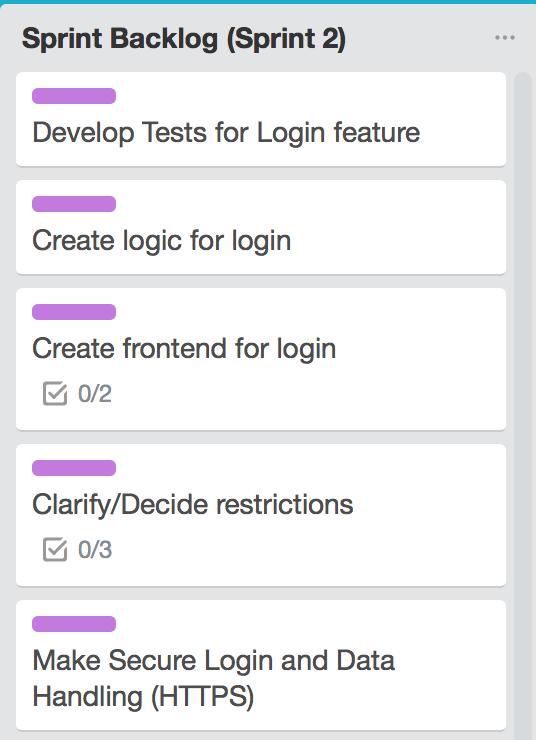 Sprint Backlog (Sprint 2)
Develop Tests for Login feature
Create logic for login
Create frontend for login
0/2
Clarify/Decide restrictions
0/3
Make Secure Login and Data
Handling (HTTPS)